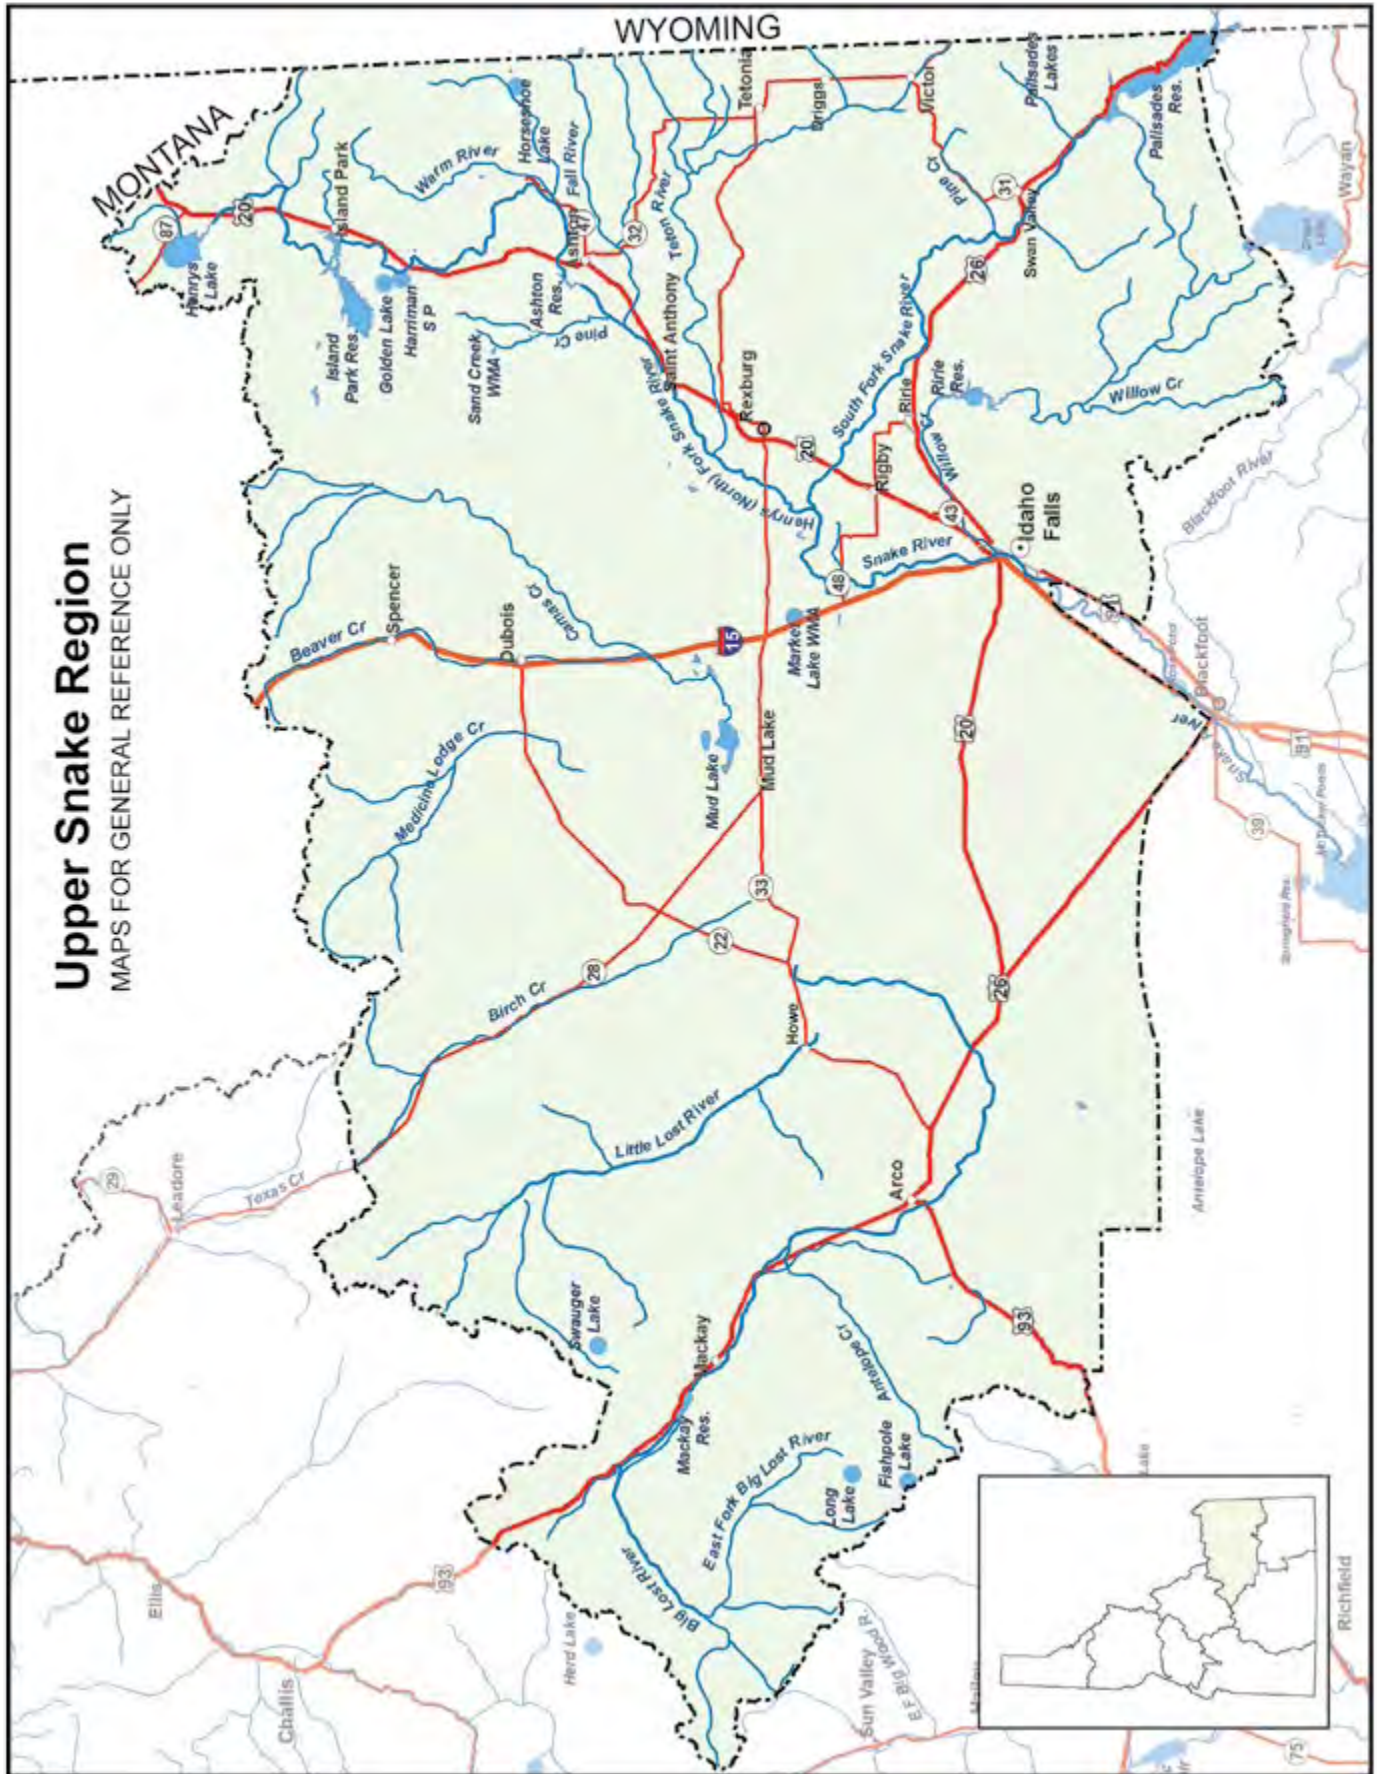 Upper Snake Region
MAPS FOR GENERAL REFERENCE ONLY
WYOMING
MONTANA
87
Henrys
Lake
20
Island Park
Island
Park Res.
Golden Lake
Harriman
S P
Warm River
Horseshoe
Lake
Fall River
47
Ashton
Ashton
Res.
Sand Creek
WMA
Pine Cr
32
Teton River
Tetonia
Driggs
Victor
Saint Anthony
Henrys (North) Fork Snake River
Rexburg
20
Pine Cr
31
Swan Valley
26
Palisades
Lakes
Palisades
Res.
South Fork Snake River
Ririe
Ririe
Res.
Willow Cr
Willow Cr
Rigby
43
48
Snake River
Idaho
Falls
Market
Lake WMA
15
Beaver Cr
Spencer
Dubois
Camas Cr
Medicine Lodge Cr
Mud Lake
Mud Lake
33
22
28
Birch Cr
Howe
20
26
Little Lost River
Arco
93
Antelope Cr
Swauger
Lake
Mackay
Mackay
Res.
East Fork Big Lost River
Big Lost River
Long
Lake
Fishpole
Lake
29
Leadore
Texas Cr
Ellis
Challis
93
Herd Lake
Sun Valley
EF Big Wood R.
75
Richfield
Lake
Antelope Lake
Blackfoot
Blackfoot River
Snake River
91
91
39
Wayan